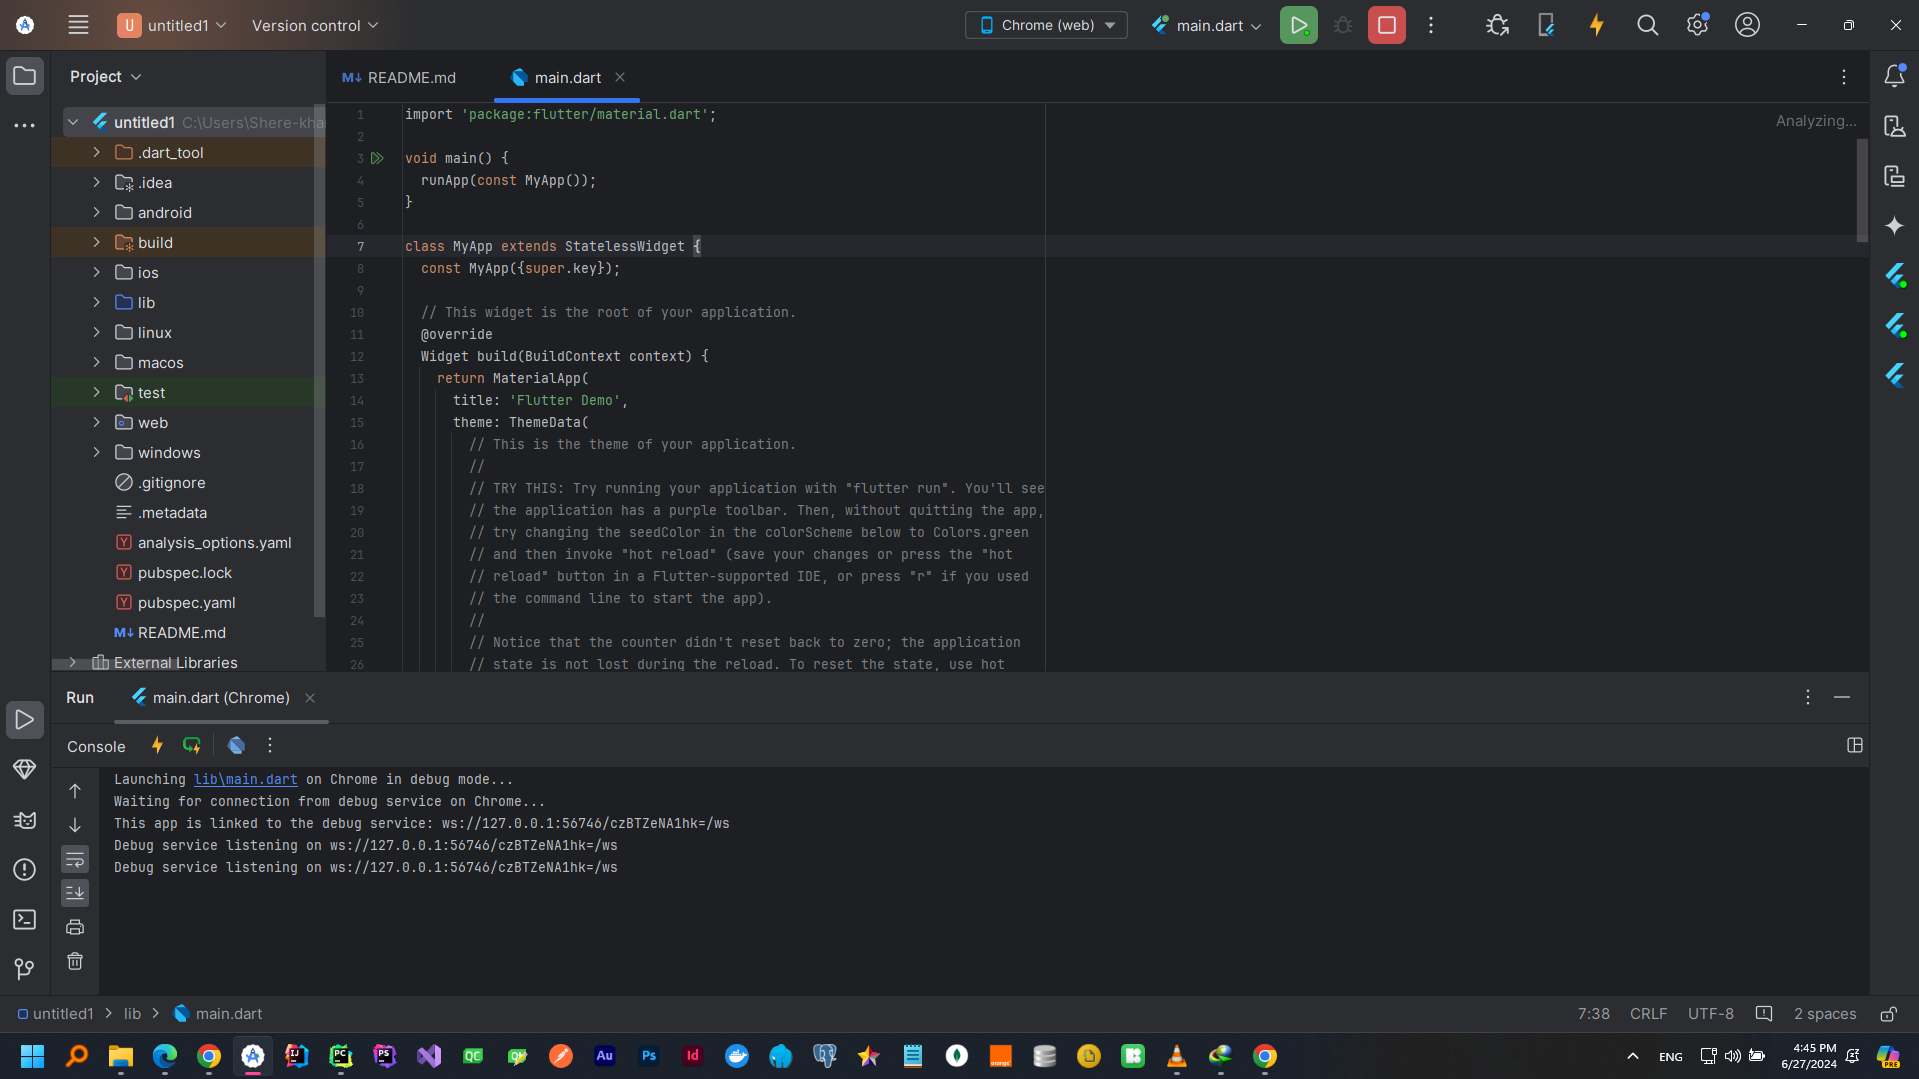 U untitled1 Version control Chrome (web) main.dart
Project README.md main.dart
untitled1 C:\Users\Shere-kha
.dart_tool
.idea
android
build
ios
lib
linux
macos
test
web
windows
.gitignore
.metadata
analysis_options.yaml
pubspec.lock
pubspec.yaml
README.md
External Libraries
Analyzing...
1 import 'package:flutter/material.dart';
2
3 void main() {
4 runApp(const MyApp());
5 }
6
7 class MyApp extends StatelessWidget {
8 const MyApp({super.key});
9
10 // This widget is the root of your application.
11 @override
12 Widget build(BuildContext context) {
13 return MaterialApp(
14 title: 'Flutter Demo',
15 theme: ThemeData(
16 // This is the theme of your application.
17 //
18 // TRY THIS: Try running your application with "flutter run". You'll see
19 // the application has a purple toolbar. Then, without quitting the app,
20 // try changing the seedColor in the colorScheme below to Colors.green
21 // and then invoke "hot reload" (save your changes or press the "hot
22 // reload" button in a Flutter-supported IDE, or press "r" if you used
23 // the command line to start the app).
24 //
25 // Notice that the counter didn't reset back to zero; the application
26 // state is not lost during the reload. To reset the state, use hot
Run main.dart (Chrome)
Console
Launching lib\main.dart on Chrome in debug mode...
Waiting for connection from debug service on Chrome...
This app is linked to the debug service: ws://127.0.0.1:56746/czBTZeNA1hk=/ws
Debug service listening on ws://127.0.0.1:56746/czBTZeNA1hk=/ws
Debug service listening on ws://127.0.0.1:56746/czBTZeNA1hk=/ws
untitled1 lib main.dart 7:38 CRLF UTF-8 2 spaces
IJ PC PS QC Au Ps Id orange ENG 4:45 PM
6/27/2024
PRE